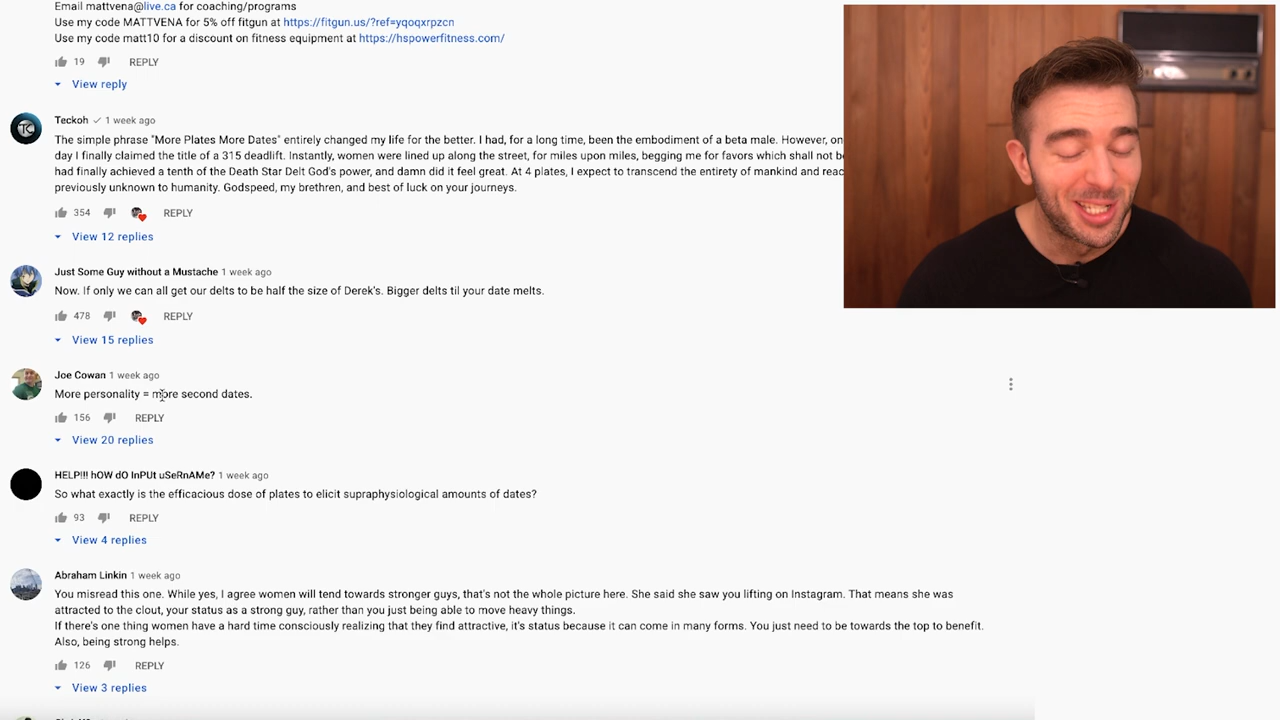 Email mattvena@live.ca for coaching/programs
Use my code MATTVENA for 5% off fitgun at https://fitgun.us/?ref=yqoqxrpzcn
Use my code matt10 for a discount on fitness equipment at https://hspowerfitness.com/
19 REPLY
View reply
Teckoh 1 week ago
The simple phrase "More Plates More Dates" entirely changed my life for the better. I had, for a long time, been the embodiment of a beta male. However, on
day I finally claimed the title of a 315 deadlift. Instantly, women were lined up along the street, for miles upon miles, begging me for favors which shall not be
had finally achieved a tenth of the Death Star Delt God's power, and damn did it feel great. At 4 plates, I expect to transcend the entirety of mankind and reac
previously unknown to humanity. Godspeed, my brethren, and best of luck on your journeys.
354 REPLY
View 12 replies
Just Some Guy without a Mustache 1 week ago
Now. If only we can all get our delts to be half the size of Derek's. Bigger delts til your date melts.
478 REPLY
View 15 replies
Joe Cowan 1 week ago
More personality = more second dates.
156 REPLY
View 20 replies
HELP!!! hOW dO InPUt uSeRnAMe? 1 week ago
So what exactly is the efficacious dose of plates to elicit supraphysiological amounts of dates?
93 REPLY
View 4 replies
Abraham Linkin 1 week ago
You misread this one. While yes, I agree women will tend towards stronger guys, that's not the whole picture here. She said she saw you lifting on Instagram. That means she was
attracted to the clout, your status as a strong guy, rather than you just being able to move heavy things.
If there's one thing women have a hard time consciously realizing that they find attractive, it's status because it can come in many forms. You just need to be towards the top to benefit.
Also, being strong helps.
126 REPLY
View 3 replies